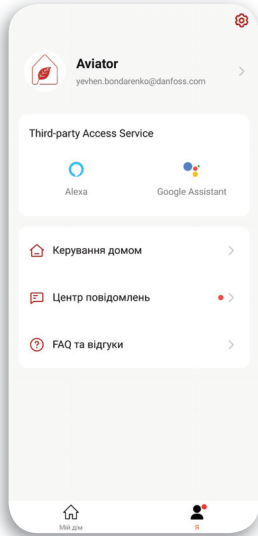 Aviator
yevhen.bondarenko@danfoss.com
Third-party Access Service
Alexa
Google Assistant
Керування домом
Центр повідомлень
FAQ та відгуки
Мій дім
Я